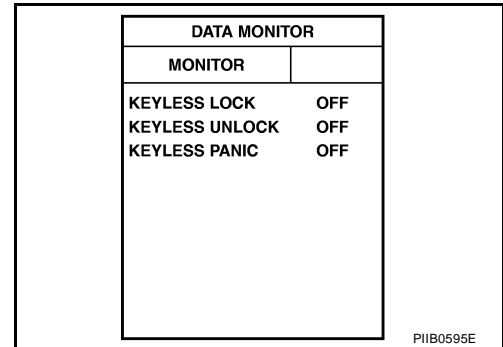 DATA MONITOR
MONITOR
KEYLESS LOCK OFF
KEYLESS UNLOCK OFF
KEYLESS PANIC OFF
PIIB0595E